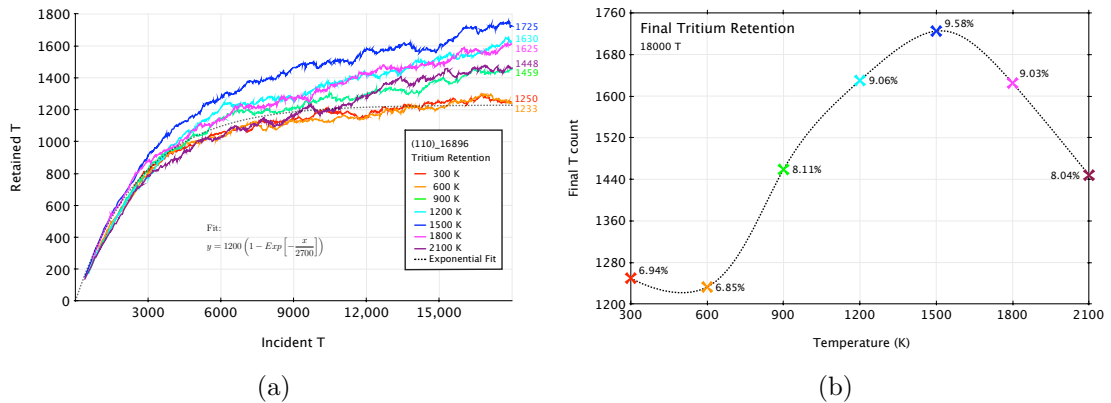 1800
1600
1400
1200
1000
800
600
400
200
0
3000
6000
9000
12,000
15,000
Retained T
Incident T
1725
1630
1625
1448
1459
1250
1233
(110)_16896
Tritium Retention
300 K
600 K
900 K
1200 K
1500 K
1800 K
2100 K
Exponential Fit
Fit:
y = 1200 (1 − Exp [− x/2700])
(a)
1760
1680
1600
1520
1440
1360
1280
1200
300
600
900
1200
1500
1800
2100
Final T count
Temperature (K)
Final Tritium Retention
18000 T
6.94%
6.85%
8.11%
9.06%
9.58%
9.03%
8.04%
(b)